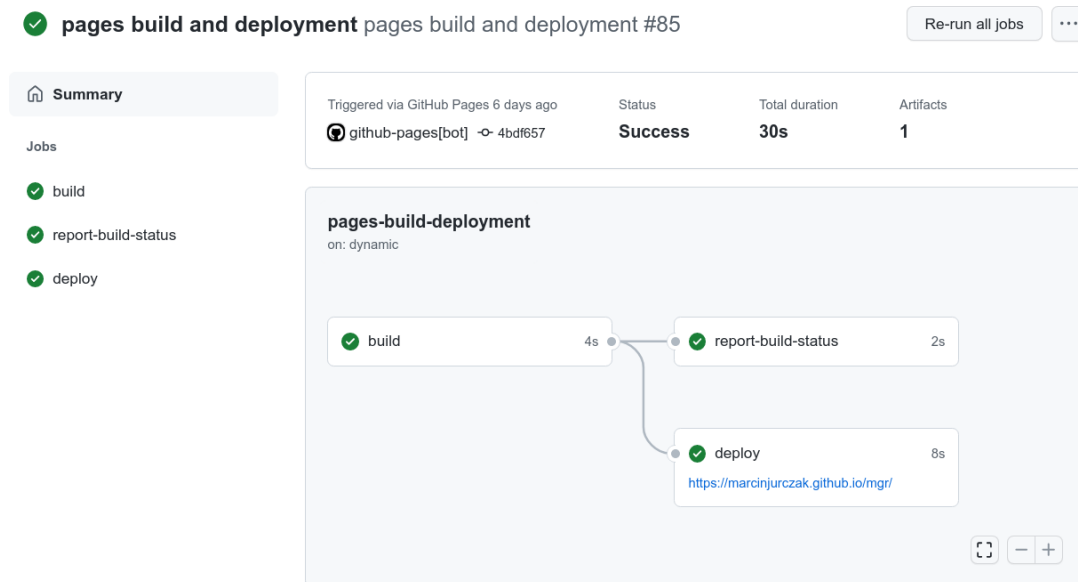 pages build and deployment pages build and deployment #85
Re-run all jobs
Summary
Triggered via GitHub Pages 6 days ago
Status
Total duration
Artifacts
github-pages[bot] 4bdf657
Success
30s
1
Jobs
build
report-build-status
deploy
pages-build-deployment
on: dynamic
build 4s
report-build-status 2s
deploy 8s
https://marcinjurczak.github.io/mgr/